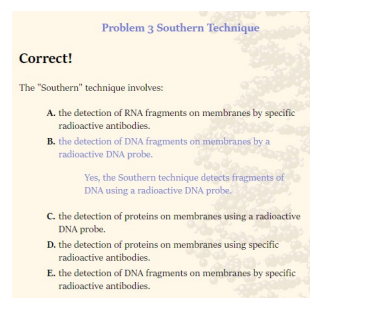 Problem 3 Southern Technique
Correct!
The "Southern" technique involves:
A. the detection of RNA fragments on membranes by specific
radioactive antibodies.
B. the detection of DNA fragments on membranes by a
radioactive DNA probe.
Yes, the Southern technique detects fragments of
DNA using a radioactive DNA probe.
C. the detection of proteins on membranes using a radioactive
DNA probe.
D. the detection of proteins on membranes using specific
radioactive antibodies.
E. the detection of DNA fragments on membranes by specific
radioactive antibodies.